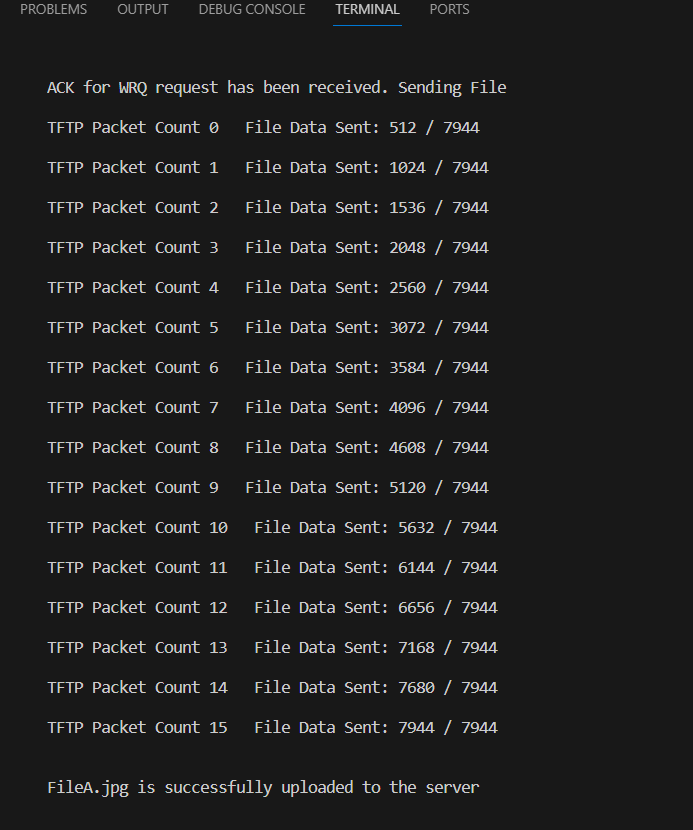 PROBLEMS OUTPUT DEBUG CONSOLE TERMINAL PORTS
ACK for WRQ request has been received. Sending File
TFTP Packet Count 0   File Data Sent: 512 / 7944
TFTP Packet Count 1   File Data Sent: 1024 / 7944
TFTP Packet Count 2   File Data Sent: 1536 / 7944
TFTP Packet Count 3   File Data Sent: 2048 / 7944
TFTP Packet Count 4   File Data Sent: 2560 / 7944
TFTP Packet Count 5   File Data Sent: 3072 / 7944
TFTP Packet Count 6   File Data Sent: 3584 / 7944
TFTP Packet Count 7   File Data Sent: 4096 / 7944
TFTP Packet Count 8   File Data Sent: 4608 / 7944
TFTP Packet Count 9   File Data Sent: 5120 / 7944
TFTP Packet Count 10   File Data Sent: 5632 / 7944
TFTP Packet Count 11   File Data Sent: 6144 / 7944
TFTP Packet Count 12   File Data Sent: 6656 / 7944
TFTP Packet Count 13   File Data Sent: 7168 / 7944
TFTP Packet Count 14   File Data Sent: 7680 / 7944
TFTP Packet Count 15   File Data Sent: 7944 / 7944
FileA.jpg is successfully uploaded to the server